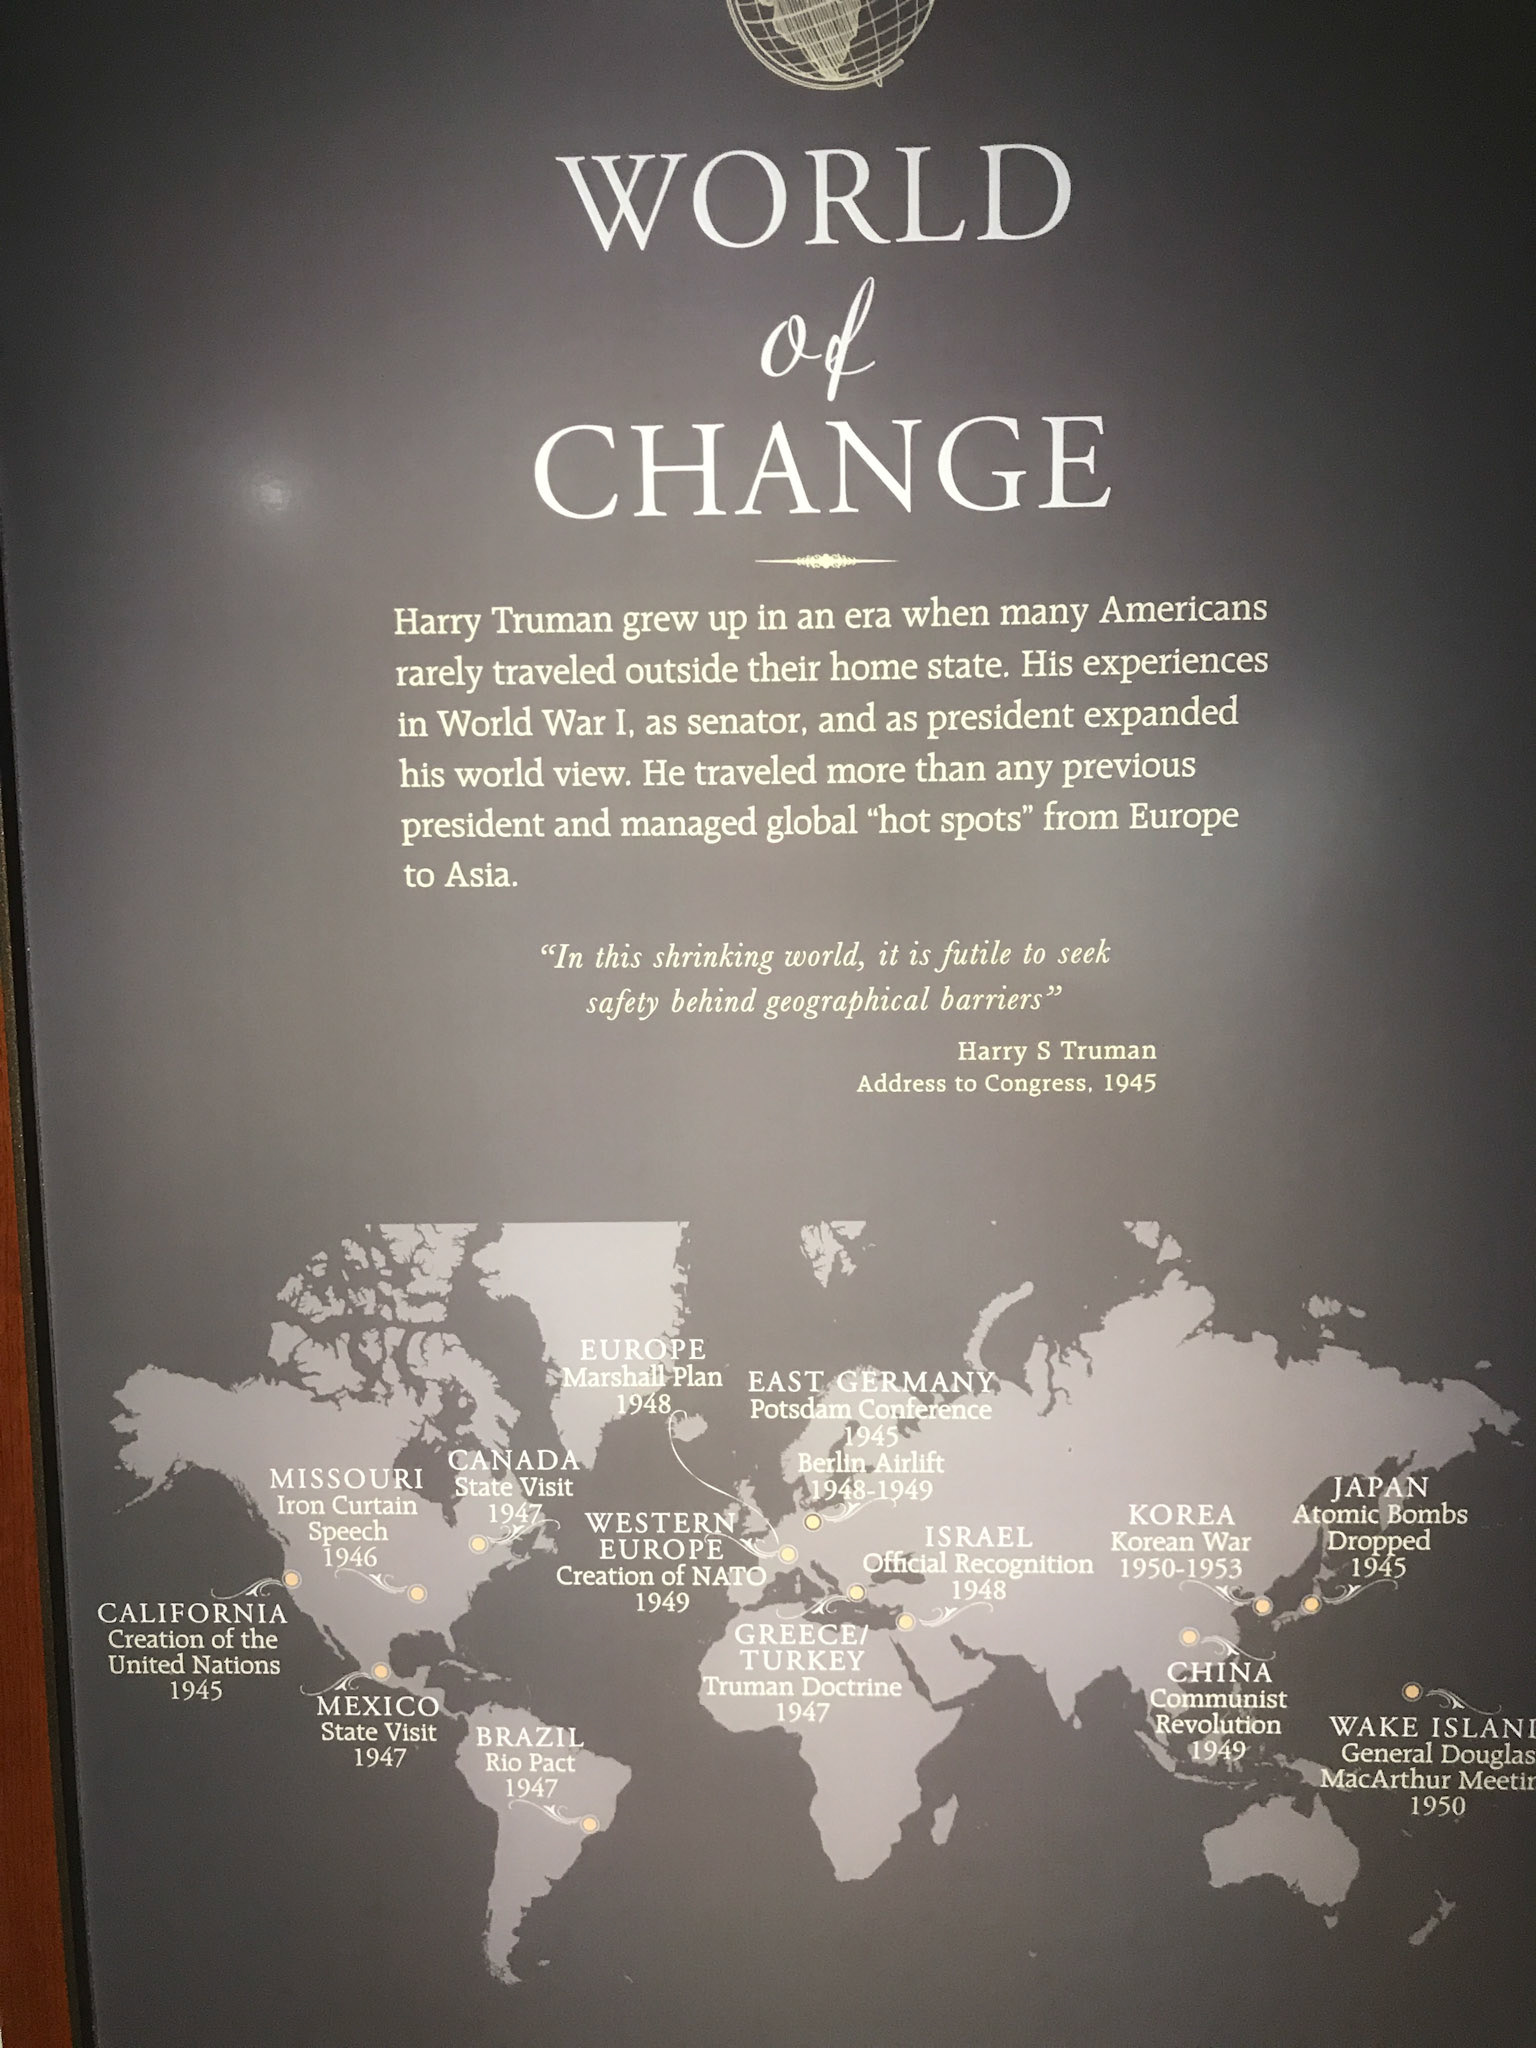 WORLD
of
CHANGE
Harry Truman grew up in an era when many Americans
rarely traveled outside their home state. His experiences
in World War I, as senator, and as president expanded
his world view. He traveled more than any previous
president and managed global “hot spots” from Europe
to Asia.
“In this shrinking world, it is futile to seek
safety behind geographical barriers”
Harry S Truman
Address to Congress, 1945
EUROPE
Marshall Plan
1948
EAST GERMANY
Potsdam Conference
1945
Berlin Airlift
1948-1949
CANADA
State Visit
1947
MISSOURI
Iron Curtain
Speech
1946
WESTERN
EUROPE
Creation of NATO
1949
ISRAEL
Official Recognition
1948
KOREA
Korean War
1950-1953
JAPAN
Atomic Bombs
Dropped
1945
CALIFORNIA
Creation of the
United Nations
1945
GREECE/
TURKEY
Truman Doctrine
1947
CHINA
Communist
Revolution
1949
MEXICO
State Visit
1947
BRAZIL
Rio Pact
1947
WAKE ISLAN
General Douglas
MacArthur Meetin
1950